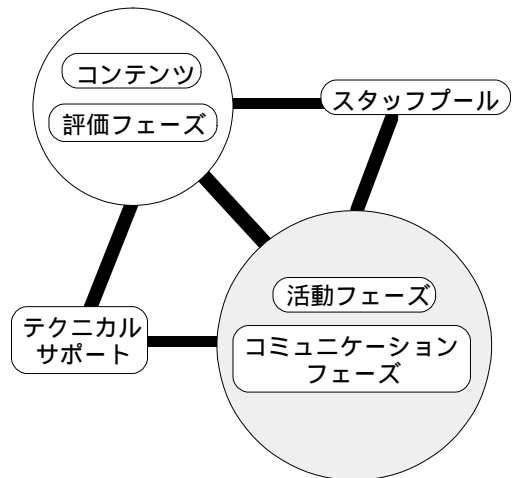 コンテンツ
評価フェーズ
スタッフプール
活動フェーズ
テクニカル
サポート
コミュニケーション
フェーズ